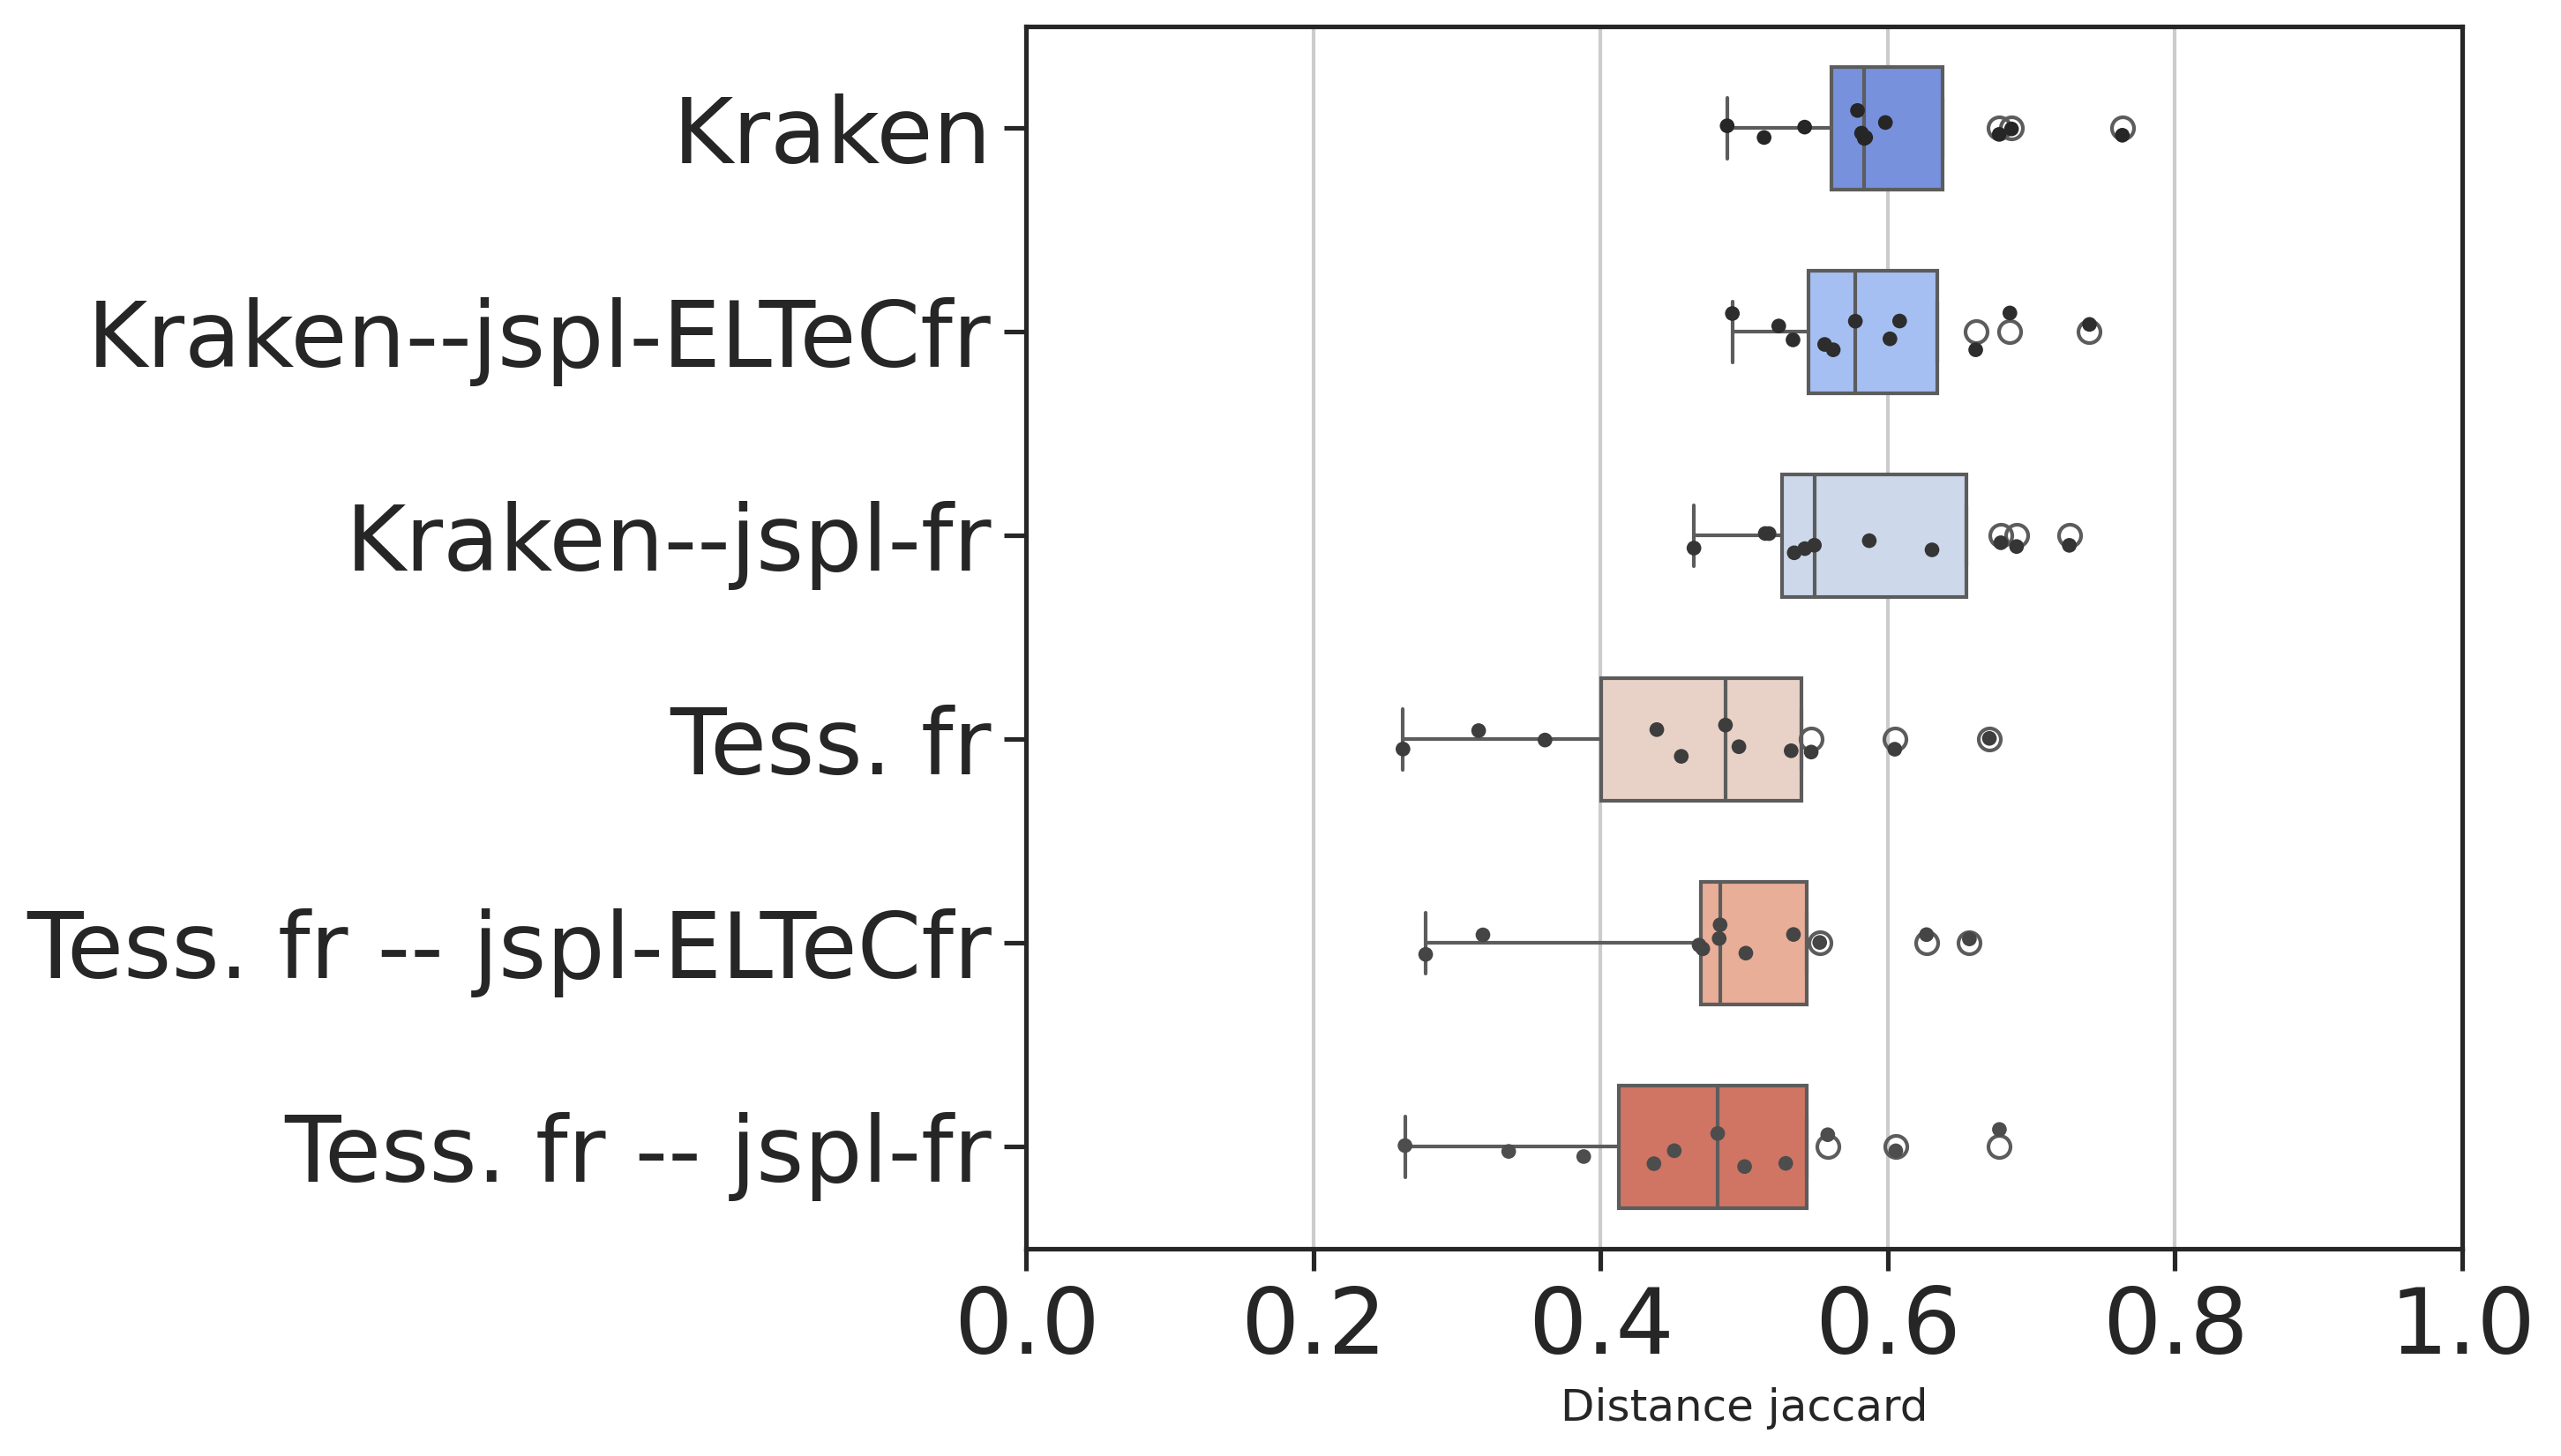 Kraken
Kraken--jspl-ELTeCfr
Kraken--jspl-fr
Tess. fr
Tess. fr -- jspl-ELTeCfr
Tess. fr -- jspl-fr
0.0 0.2 0.4 0.6 0.8 1.0
Distance jaccard